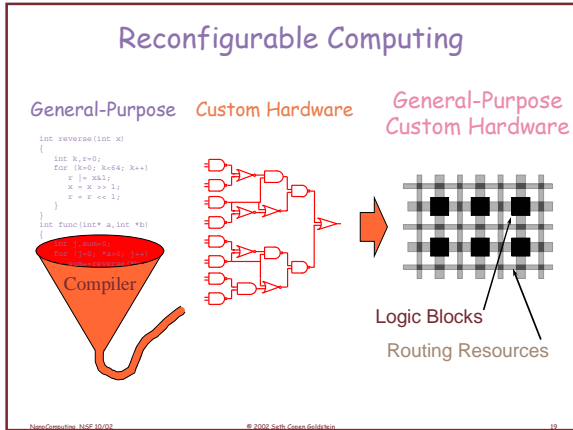 Reconfigurable Computing
General-Purpose
Custom Hardware
General-Purpose
Custom Hardware
int reverse(int x)
{
int k,r=0;
for (k=0; k<64; k++)
r |= x&1;
x = x >> 1;
r = r << 1;
}
}
int func(int* a,int *b)
{
int j,sum=0;
for (j=0; *a>0; j++)
Compiler
Logic Blocks
Routing Resources
NanoComputing, NSF 10/02
© 2002 Seth Copen Goldstein
19